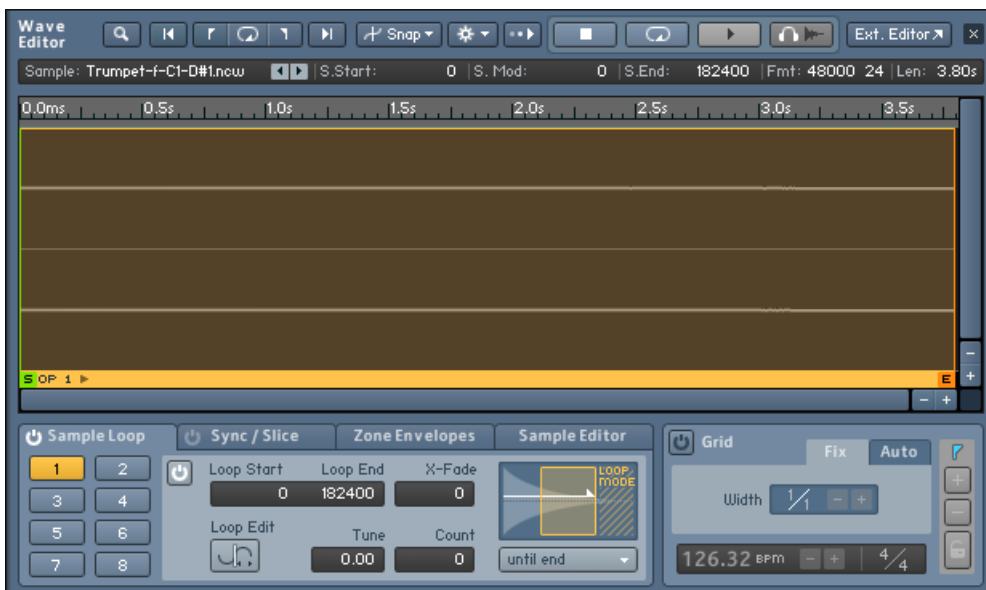 Wave Editor Snap Ext. Editor
Sample: Trumpet-f-C1-D#1.ncw S.Start: 0 S. Mod: 0 S.End: 182400 Fmt: 48000 24 Len: 3.80s
0.0ms 0.5s 1.0s 1.5s 2.0s 2.5s 3.0s 3.5s
S OP 1 E
Sample Loop Sync / Slice Zone Envelopes Sample Editor Grid Fix Auto
1 2 Loop Start Loop End X-Fade LOOP MODE
3 4 0 182400 0 Width 1/1 - +
5 6 Loop Edit Tune Count
7 8 0.00 0 until end 126.32 BPM - + 4/4